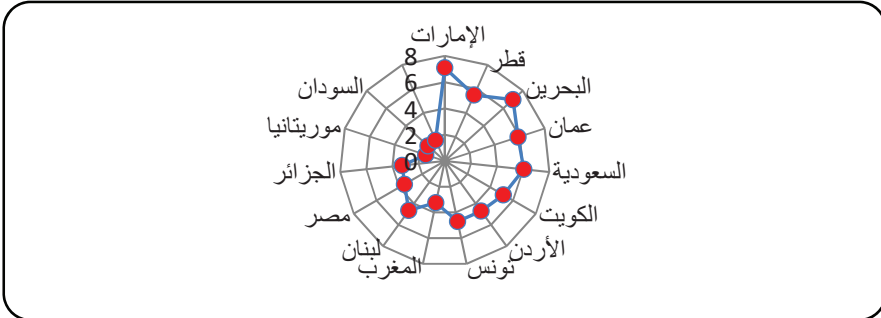 الإمارات
قطر
البحرين
عمان
السعودية
الكويت
الأردن
تونس
المغرب
لبنان
مصر
الجزائر
موريتانيا
السودان
8
6
4
2
0